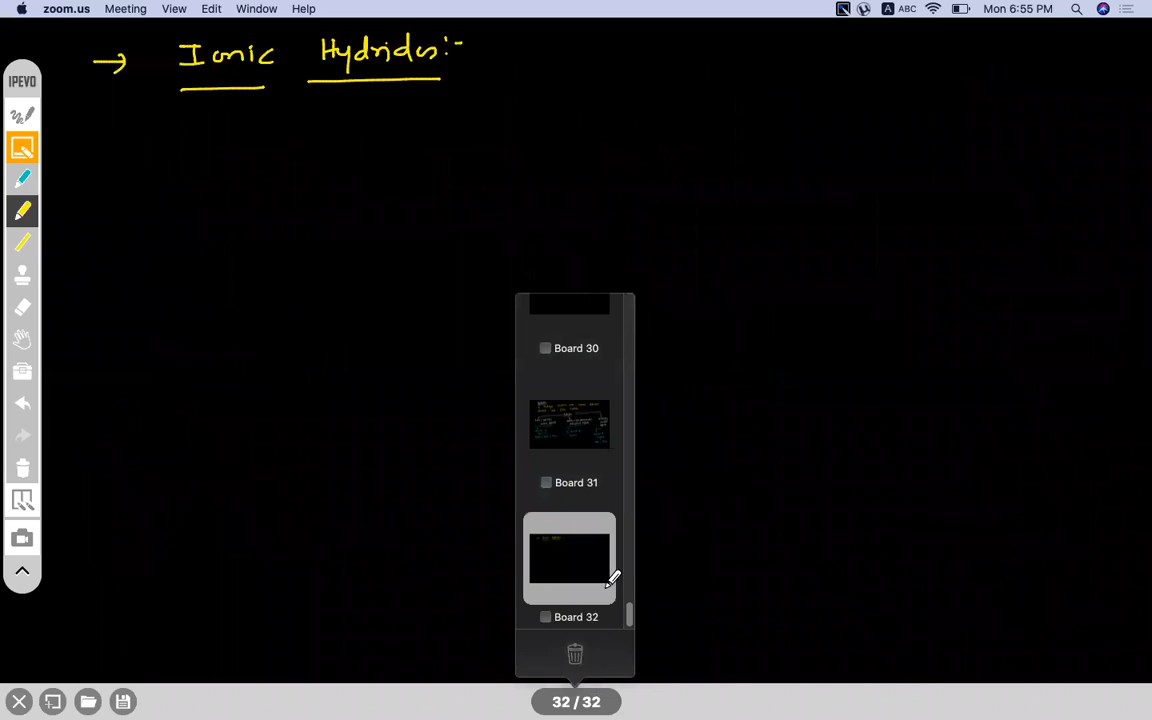 zoom.us Meeting View Edit Window Help A ABC Mon 6:55 PM
→ Ionic Hydrides:-
IPEVO
Board 30
Board 31
Board 32
32 / 32